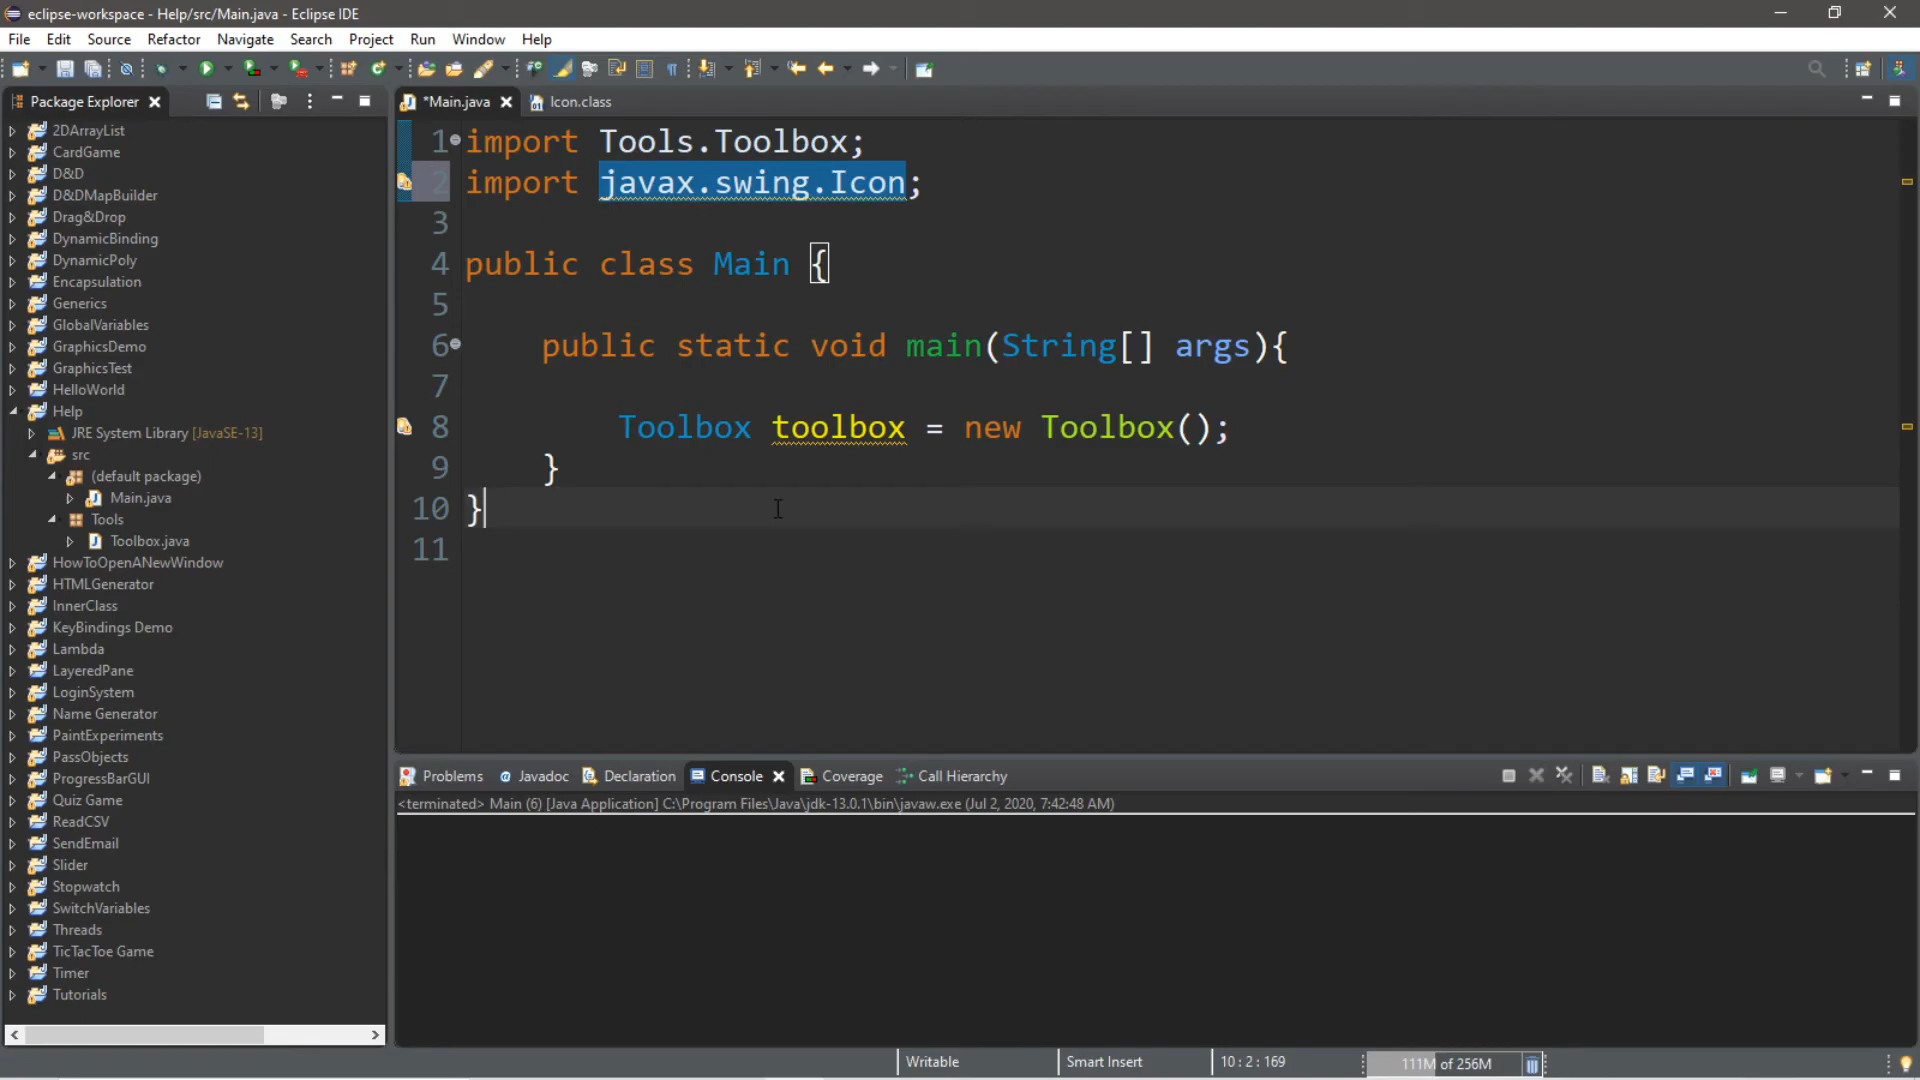 eclipse-workspace - Help/src/Main.java - Eclipse IDE
File Edit Source Refactor Navigate Search Project Run Window Help
Package Explorer
*Main.java Icon.class
2DArrayList
CardGame
D&D
D&DMapBuilder
Drag&Drop
DynamicBinding
DynamicPoly
Encapsulation
Generics
GlobalVariables
GraphicsDemo
GraphicsTest
HelloWorld
Help
JRE System Library [JavaSE-13]
src
(default package)
Main.java
Tools
Toolbox.java
HowToOpenANewWindow
HTMLGenerator
InnerClass
KeyBindings Demo
Lambda
LayeredPane
LoginSystem
Name Generator
PaintExperiments
PassObjects
ProgressBarGUI
Quiz Game
ReadCSV
SendEmail
Slider
Stopwatch
SwitchVariables
Threads
TicTacToe Game
Timer
Tutorials
1 import Tools.Toolbox;
2 import javax.swing.Icon;
3
4 public class Main {
5
6 public static void main(String[] args){
7
8 Toolbox toolbox = new Toolbox();
9 }
10 }
11
Problems @ Javadoc Declaration Console Coverage Call Hierarchy
<terminated> Main (6) [Java Application] C:\Program Files\Java\jdk-13.0.1\bin\javaw.exe (Jul 2, 2020, 7:42:48 AM)
Writable Smart Insert 10 : 2 : 169 111M of 256M